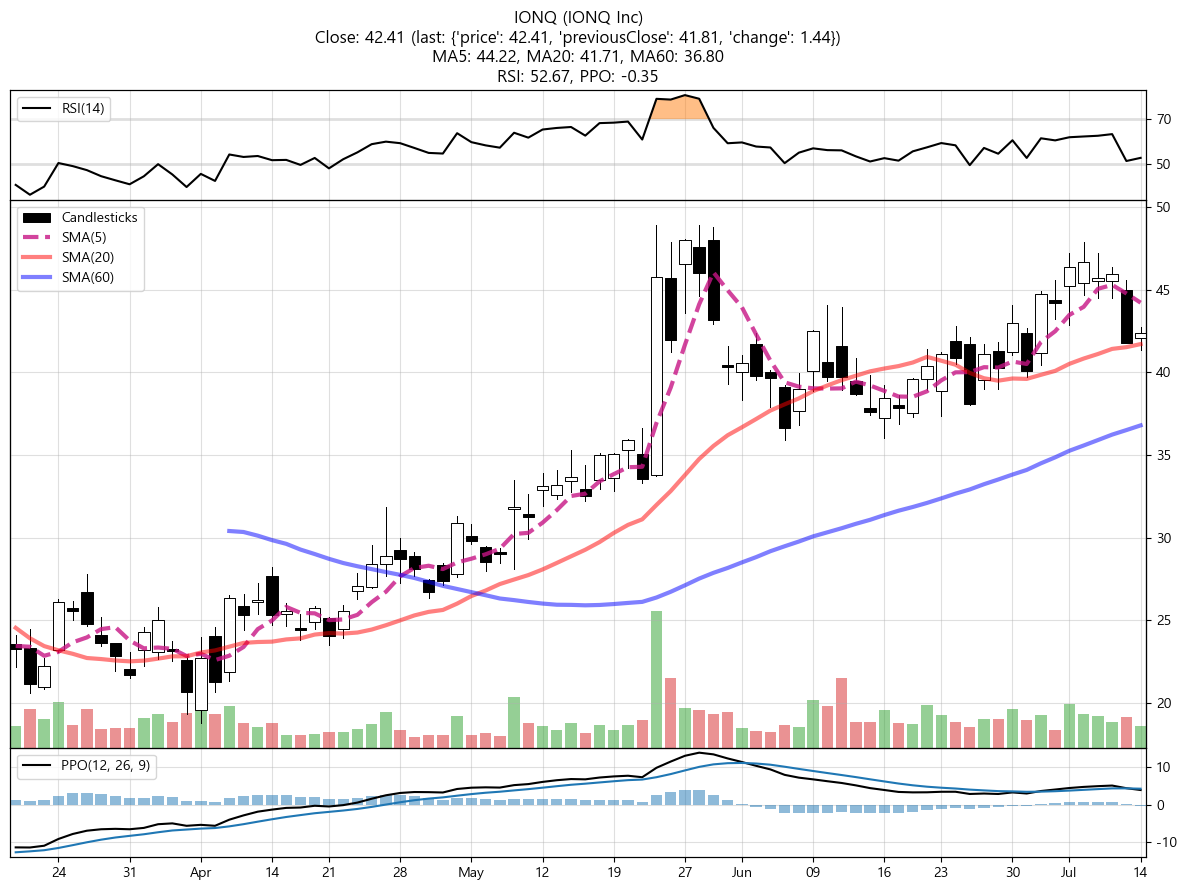 IONQ (IONQ Inc)
Close: 42.41 (last: {'price': 42.41, 'previousClose': 41.81, 'change': 1.44})
MA5: 44.22, MA20: 41.71, MA60: 36.80
RSI: 52.67, PPO: -0.35
RSI(14)
70
50
Candlesticks
SMA(5)
SMA(20)
SMA(60)
50
45
40
35
30
25
20
PPO(12, 26, 9)
10
0
-10
24 31 Apr 14 21 28 May 12 19 27 Jun 09 16 23 30 Jul 14